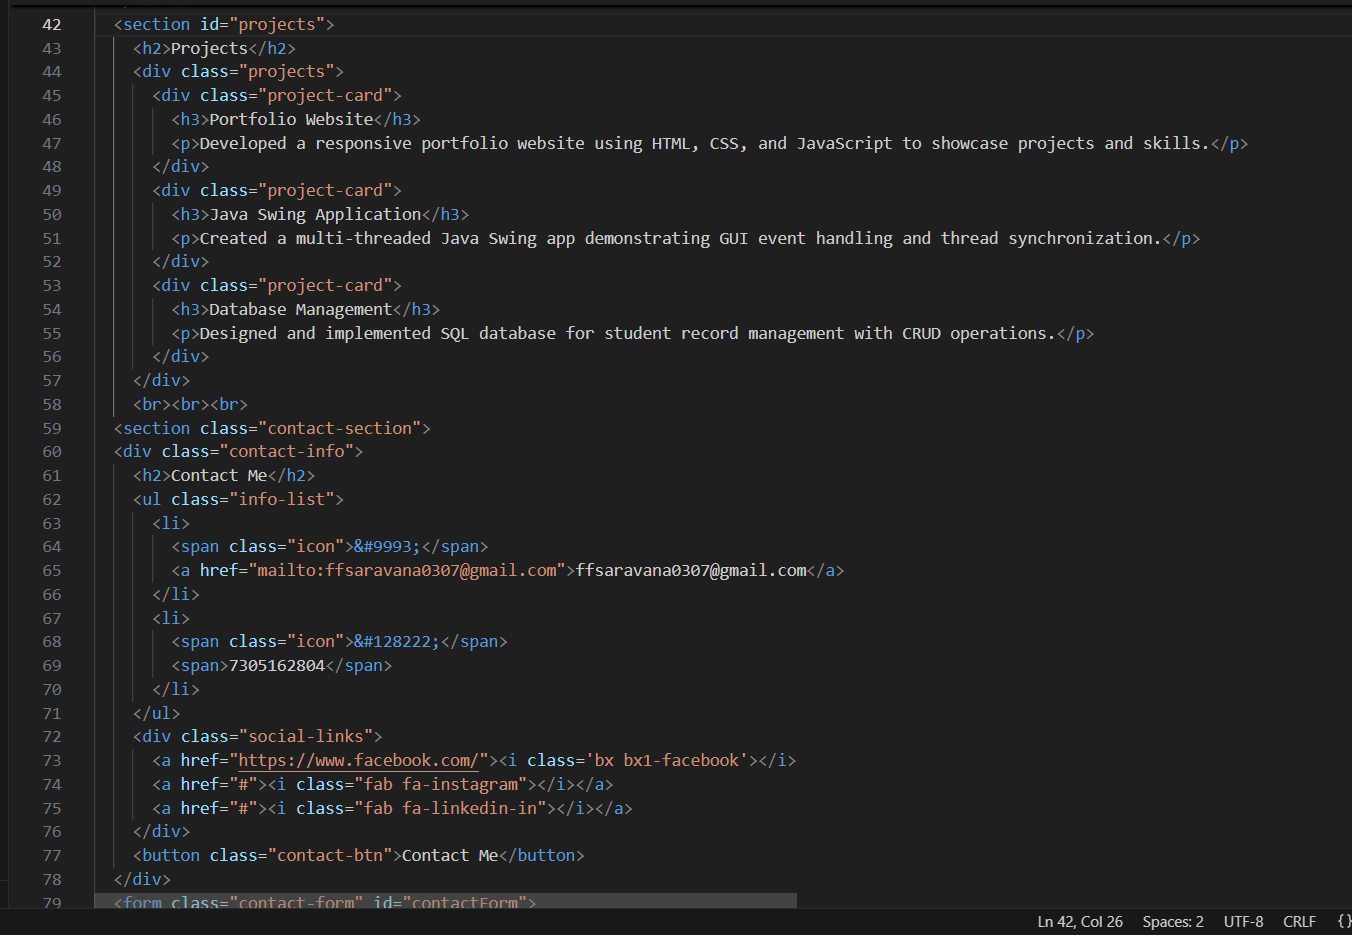 42 <section id="projects">
43 <h2>Projects</h2>
44 <div class="projects">
45 <div class="project-card">
46 <h3>Portfolio Website</h3>
47 <p>Developed a responsive portfolio website using HTML, CSS, and JavaScript to showcase projects and skills.</p>
48 </div>
49 <div class="project-card">
50 <h3>Java Swing Application</h3>
51 <p>Created a multi-threaded Java Swing app demonstrating GUI event handling and thread synchronization.</p>
52 </div>
53 <div class="project-card">
54 <h3>Database Management</h3>
55 <p>Designed and implemented SQL database for student record management with CRUD operations.</p>
56 </div>
57 </div>
58 <br><br><br>
59 <section class="contact-section">
60 <div class="contact-info">
61 <h2>Contact Me</h2>
62 <ul class="info-list">
63 <li>
64 <span class="icon">&#9993;</span>
65 <a href="mailto:ffsaravana0307@gmail.com">ffsaravana0307@gmail.com</a>
66 </li>
67 <li>
68 <span class="icon">&#128222;</span>
69 <span>7305162804</span>
70 </li>
71 </ul>
72 <div class="social-links">
73 <a href="https://www.facebook.com/"><i class='bx bx1-facebook'></i>
74 <a href="#"><i class="fab fa-instagram"></i></a>
75 <a href="#"><i class="fab fa-linkedin-in"></i></a>
76 </div>
77 <button class="contact-btn">Contact Me</button>
78 </div>
79 <form class="contact-form" id="contactForm">
Ln 42, Col 26 Spaces: 2 UTF-8 CRLF {}